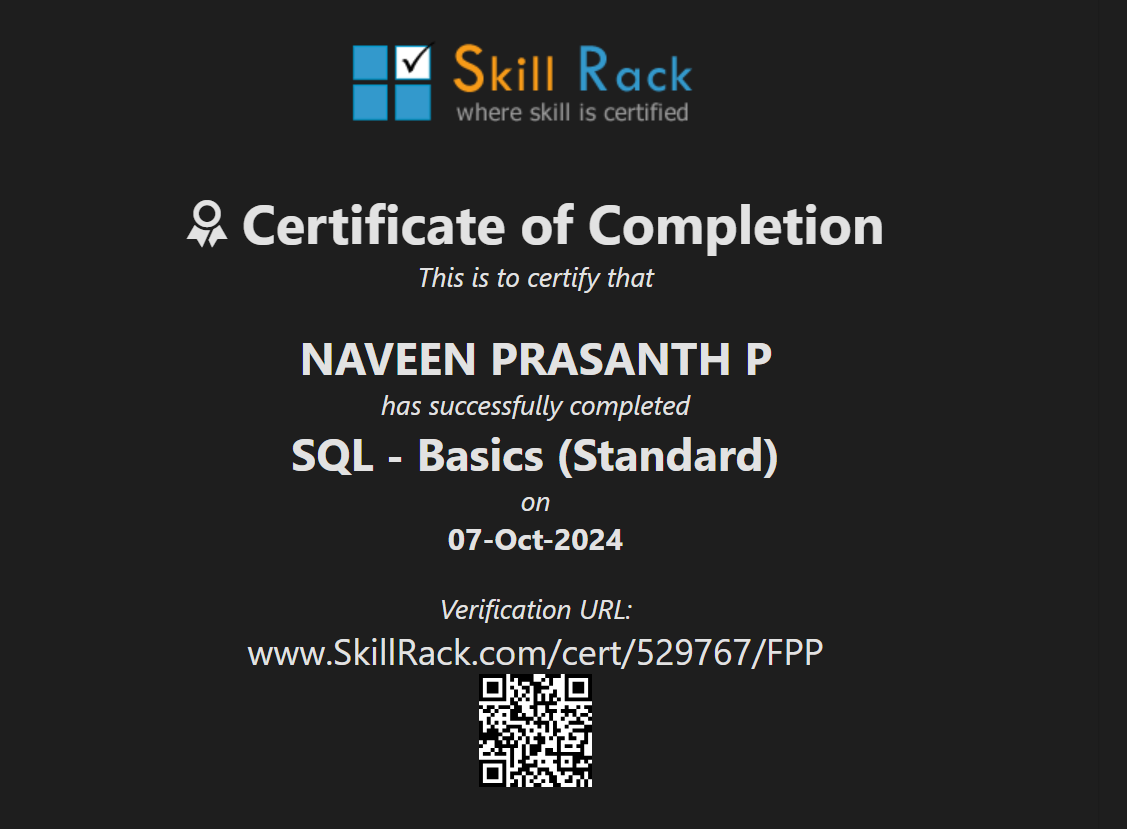 Skill Rack
where skill is certified
Certificate of Completion
This is to certify that
NAVEEN PRASANTH P
has successfully completed
SQL - Basics (Standard)
on
07-Oct-2024
Verification URL:
www.SkillRack.com/cert/529767/FPP